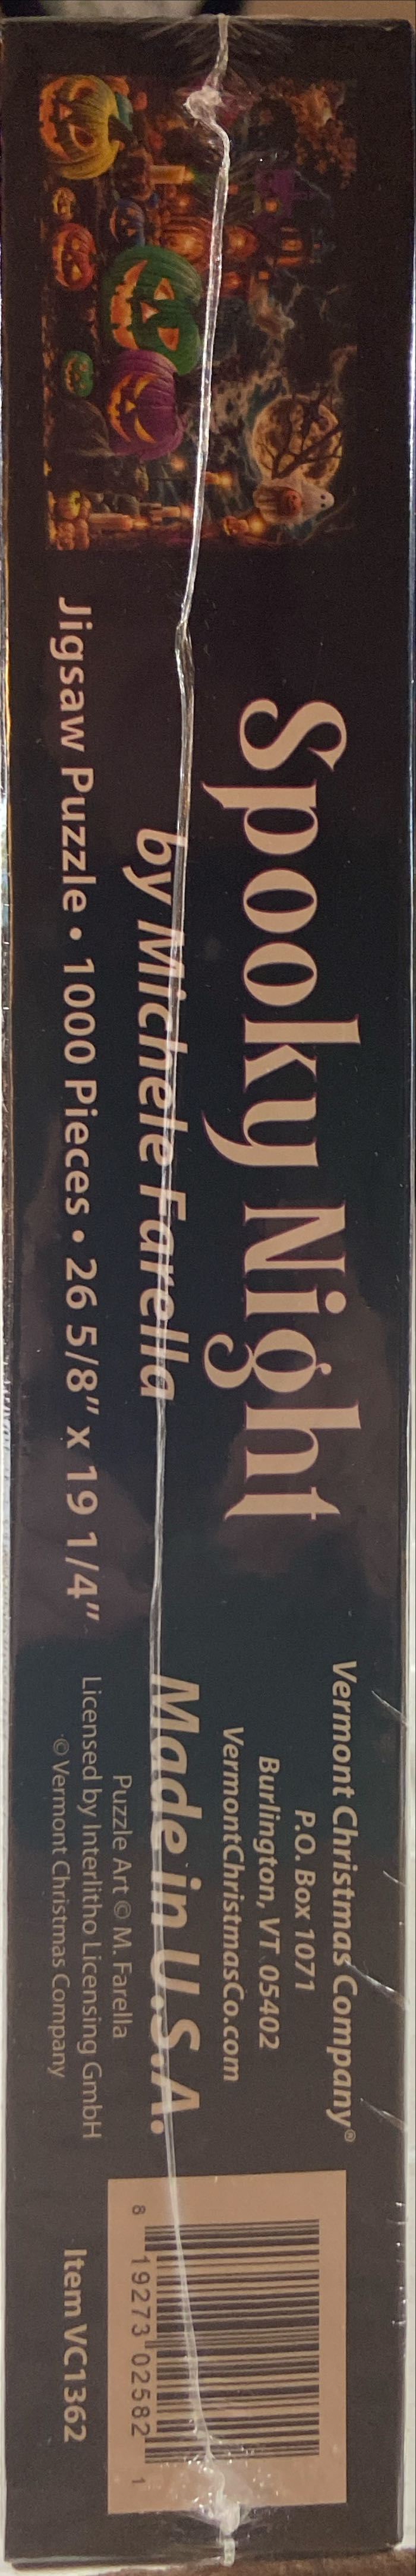 Spooky Night
by Michele Farella
Jigsaw Puzzle • 1000 Pieces • 26 5/8" x 19 1/4"
Vermont Christmas Company®
P.O. Box 1071
Burlington, VT 05402
VermontChristmasCo.com
Made in U.S.A.
Puzzle Art © M. Farella
Licensed by Interlitho Licensing GmbH
© Vermont Christmas Company
8 19273 02582 1
Item VC1362